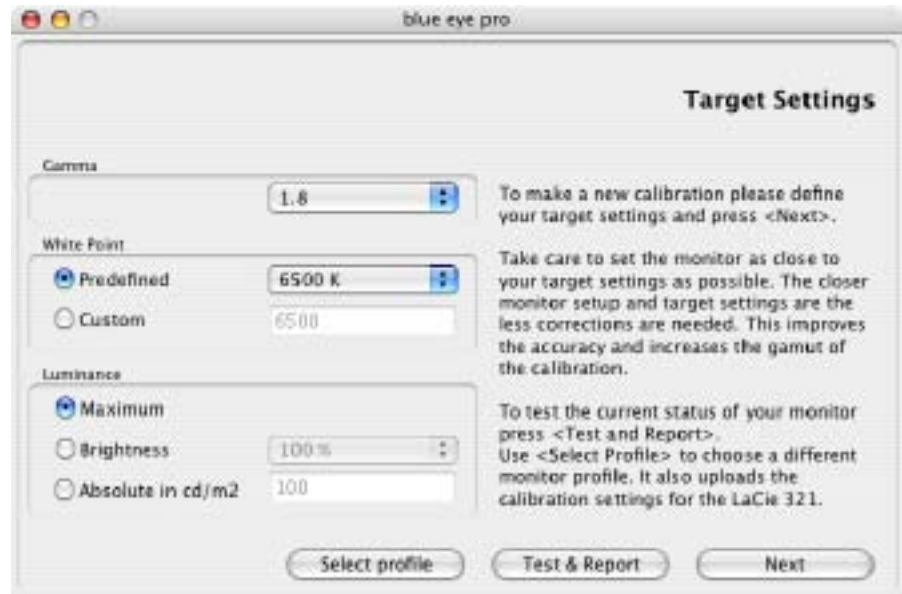 blue eye pro
Target Settings
Gamma
1.8
White Point
Predefined
6500 K
Custom
6500
Luminance
Maximum
Brightness
100 %
Absolute in cd/m2
100
To make a new calibration please define
your target settings and press <Next>.
Take care to set the monitor as close to
your target settings as possible. The closer
monitor setup and target settings are the
less corrections are needed. This improves
the accuracy and increases the gamut of
the calibration.
To test the current status of your monitor
press <Test and Report>.
Use <Select Profile> to choose a different
monitor profile. It also uploads the
calibration settings for the LaCie 321.
Select profile
Test & Report
Next